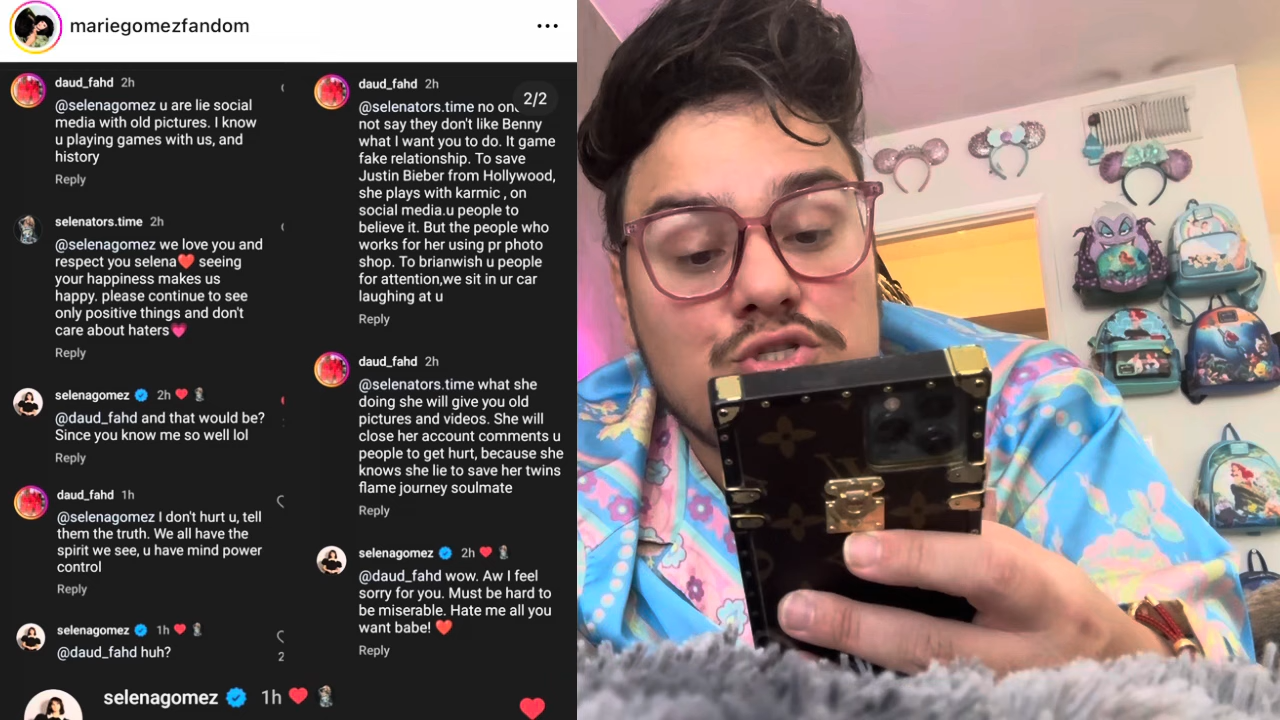 mariegomezfandom
daud_fahd 2h
@selenagomez u are lie social
media with old pictures. I know
u playing games with us, and
history
Reply
selenators.time 2h
@selenagomez we love you and
respect you selena❤️ seeing
your happiness makes us
happy. please continue to see
only positive things and don't
care about haters💗
Reply
selenagomez 2h
@daud_fahd and that would be?
Since you know me so well lol
Reply
daud_fahd 1h
@selenagomez I don't hurt u, tell
them the truth. We all have the
spirit we see, u have mind power
control
Reply
selenagomez 1h
@daud_fahd huh?
2
selenagomez 1h
daud_fahd 2h
2/2
@selenators.time no
not say they don't like Benny
what I want you to do. It game
fake relationship. To save
Justin Bieber from Hollywood,
she plays with karmic , on
social media.u people to
believe it. But the people who
works for her using pr photo
shop. To brianwish u people
for attention,we sit in ur car
laughing at u
Reply
daud_fahd 2h
@selenators.time what she
doing she will give you old
pictures and videos. She will
close her account comments u
people to get hurt, because she
knows she lie to save her twins
flame journey soulmate
Reply
selenagomez 2h
@daud_fahd wow. Aw I feel
sorry for you. Must be hard to
be miserable. Hate me all you
want babe! ❤️
Reply